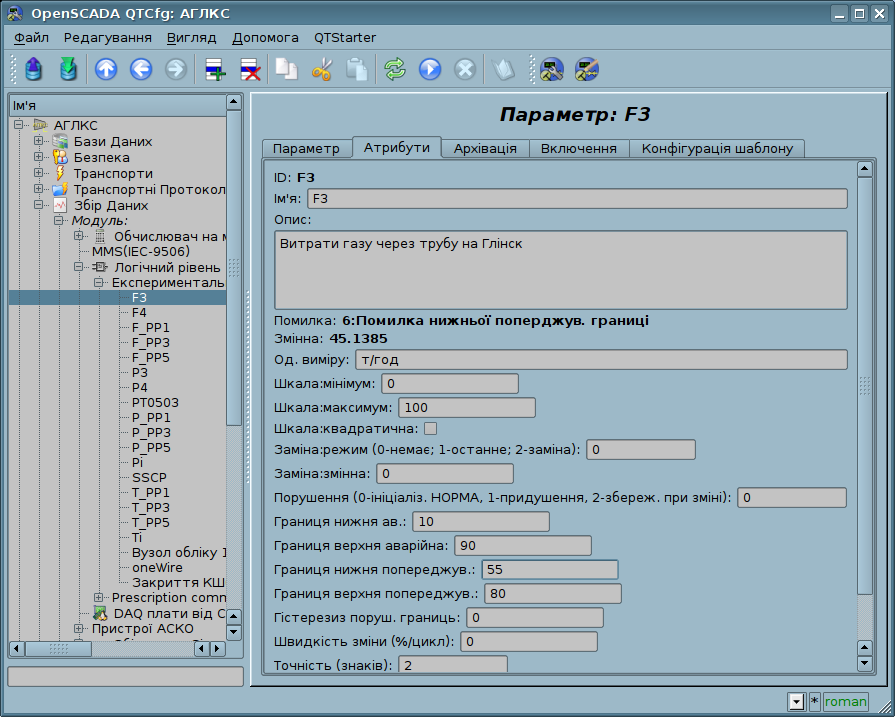 OpenSCADA QTCfg: АГЛКС
Файл Редагування Вигляд Допомога QTStarter
Ім'я
АГЛКС
Бази Даних
Безпека
Транспорти
Транспортні Протокол
Збір Даних
Модуль:
Обчислювач на м
MMS(IEC-9506)
Логічний рівень
Експерименталь
F3
F4
F_PP1
F_PP3
F_PP5
P3
P4
PT0503
P_PP1
P_PP3
P_PP5
Pi
SSCP
T_PP1
T_PP3
T_PP5
Ti
Вузол обліку 1
oneWire
Закриття КШ
Prescription comm
DAQ плати від C
Пристрої АСКО
Параметр: F3
Параметр Атрибути Архівація Включення Конфігурація шаблону
ID: F3
Ім'я: F3
Опис:
Витрати газу через трубу на Глінск
Помилка: 6:Помилка нижньої поперджув. границі
Змінна: 45.1385
Од. виміру: т/год
Шкала:мінімум: 0
Шкала:максимум: 100
Шкала:квадратична:
Заміна:режим (0-немає; 1-останне; 2-заміна): 0
Заміна:змінна: 0
Порушення (0-ініціаліз. НОРМА, 1-придушення, 2-збереж. при зміні): 0
Границя нижня ав.: 10
Границя верхня аварійна: 90
Границя нижня попереджув.: 55
Границя верхня попереджув.: 80
Гістерезиз поруш. границь: 0
Швидкість зміни (%/цикл): 0
Точність (знаків): 2
* roman